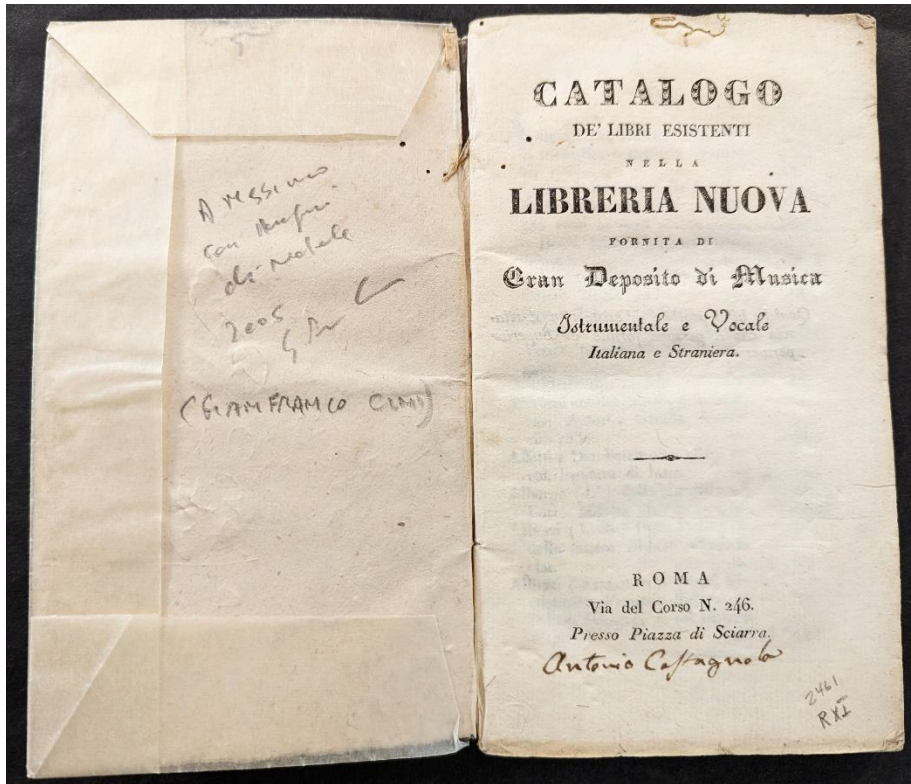 A Massimo
con auguri
di Natale
2005
(GIANFRANCO
CATALOGO
DE' LIBRI ESISTENTI
NELLA
LIBRERIA NUOVA
FORNITA DI
Gran Deposito di Musica
Istrumentale e Vocale
Italiana e Straniera.
ROMA
Via del Corso N. 246.
Presso Piazza di Sciarra.
Antonio Castagnola
2461